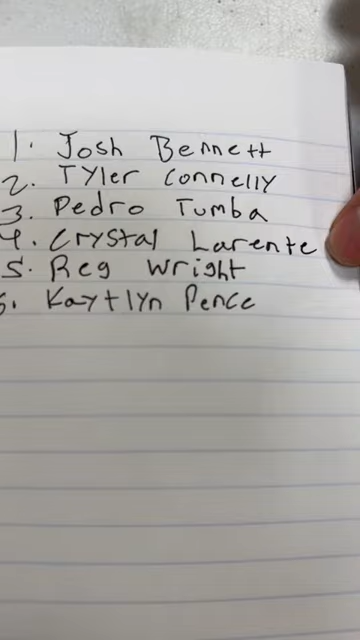 1. Josh Bennett
2. Tyler Connelly
3. Pedro Tumba
4. Crystal Larente
5. Reg Wright
6. Kaytlyn Pence